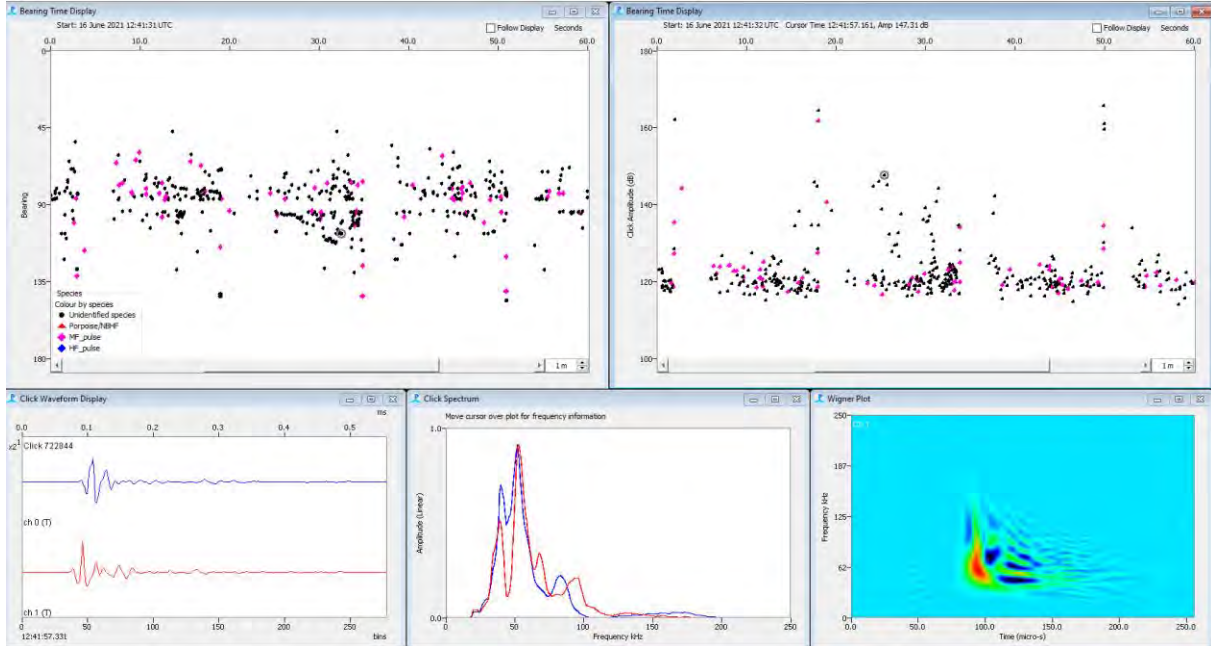 Bearing Time Display
Start: 16 June 2021 12:41:31 UTC
Follow Display Seconds
0.0 10.0 20.0 30.0 40.0 50.0 60.0
0
45
90
135
180
Bearing
Species
Colour by species
Unidentified species
Porpoise/NBHF
MF_pulse
HF_pulse
1 m
Bearing Time Display
Start: 16 June 2021 12:41:32 UTC Cursor Time 12:41:57.161, Amp 147.31 dB
Follow Display Seconds
0.0 10.0 20.0 30.0 40.0 50.0 60.0
180
160
140
120
100
Click Amplitude (dB)
1 m
Click Waveform Display
ms
0.0 0.1 0.2 0.3 0.4 0.5
Click 722844
ch 0 (T)
ch 1 (T)
12:41:57.331
0 50 100 150 200 250
bins
Click Spectrum
Move cursor over plot for frequency information
1.0
0.0
Amplitude (Linear)
0 50 100 150 200 250
Frequency kHz
Wigner Plot
250
187
125
62
0
Frequency kHz
0.0 50.0 100.0 150.0 200.0 250.0
Time (micro-s)